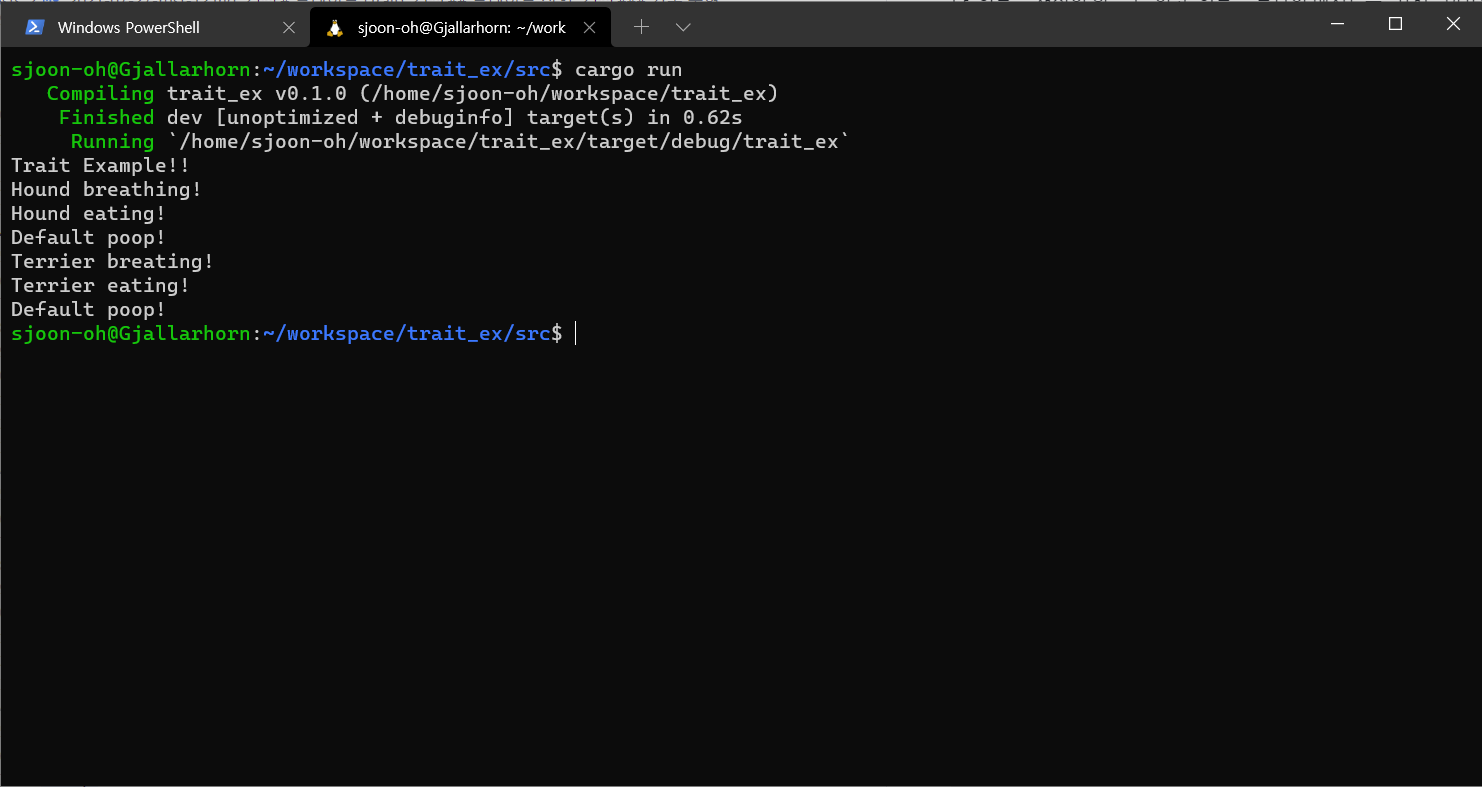 Windows PowerShell
sjoon-oh@Gjallarhorn: ~/work
sjoon-oh@Gjallarhorn:~/workspace/trait_ex/src$ cargo run
Compiling trait_ex v0.1.0 (/home/sjoon-oh/workspace/trait_ex)
Finished dev [unoptimized + debuginfo] target(s) in 0.62s
Running `/home/sjoon-oh/workspace/trait_ex/target/debug/trait_ex`
Trait Example!!
Hound breathing!
Hound eating!
Default poop!
Terrier breating!
Terrier eating!
Default poop!
sjoon-oh@Gjallarhorn:~/workspace/trait_ex/src$